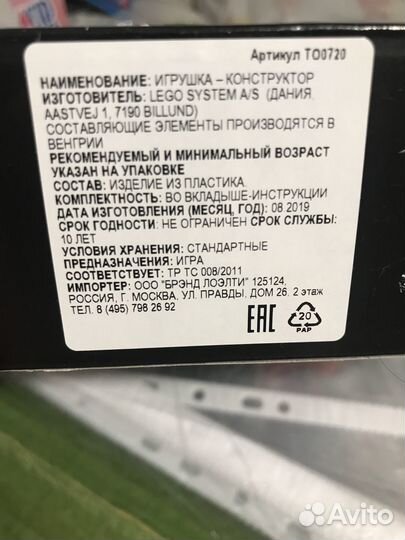 Артикул ТО0720
НАИМЕНОВАНИЕ: ИГРУШКА – КОНСТРУКТОР
ИЗГОТОВИТЕЛЬ: LEGO SYSTEM A/S (ДАНИЯ,
AASTVEJ 1, 7190 BILLUND)
СОСТАВЛЯЮЩИЕ ЭЛЕМЕНТЫ ПРОИЗВОДЯТСЯ В
ВЕНГРИИ
РЕКОМЕНДУЕМЫЙ И МИНИМАЛЬНЫЙ ВОЗРАСТ
УКАЗАН НА УПАКОВКЕ
СОСТАВ: ИЗДЕЛИЕ ИЗ ПЛАСТИКА
КОМПЛЕКТНОСТЬ: ВО ВКЛАДЫШЕ-ИНСТРУКЦИИ
ДАТА ИЗГОТОВЛЕНИЯ (МЕСЯЦ, ГОД): 08 2019
СРОК ГОДНОСТИ: НЕ ОГРАНИЧЕН СРОК СЛУЖБЫ:
10 ЛЕТ
УСЛОВИЯ ХРАНЕНИЯ: СТАНДАРТНЫЕ
ПРЕДНАЗНАЧЕНИЯ: ИГРА
СООТВЕТСТВУЕТ: ТР ТС 008/2011
ИМПОРТЕР: ООО "БРЭНД ЛОЭЛТИ" 125124,
РОССИЯ, Г. МОСКВА, УЛ. ПРАВДЫ, ДОМ 26, 2 этаж
ТЕЛ. 8 (495) 798 26 92
ЕАС
20
PAP
Avito